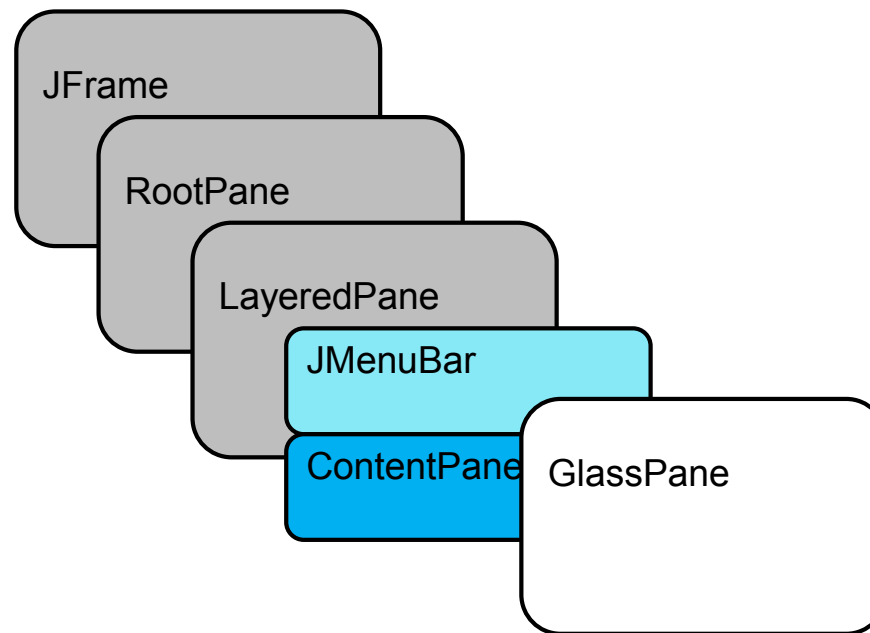 JFrame
RootPane
LayeredPane
JMenuBar
ContentPane
GlassPane